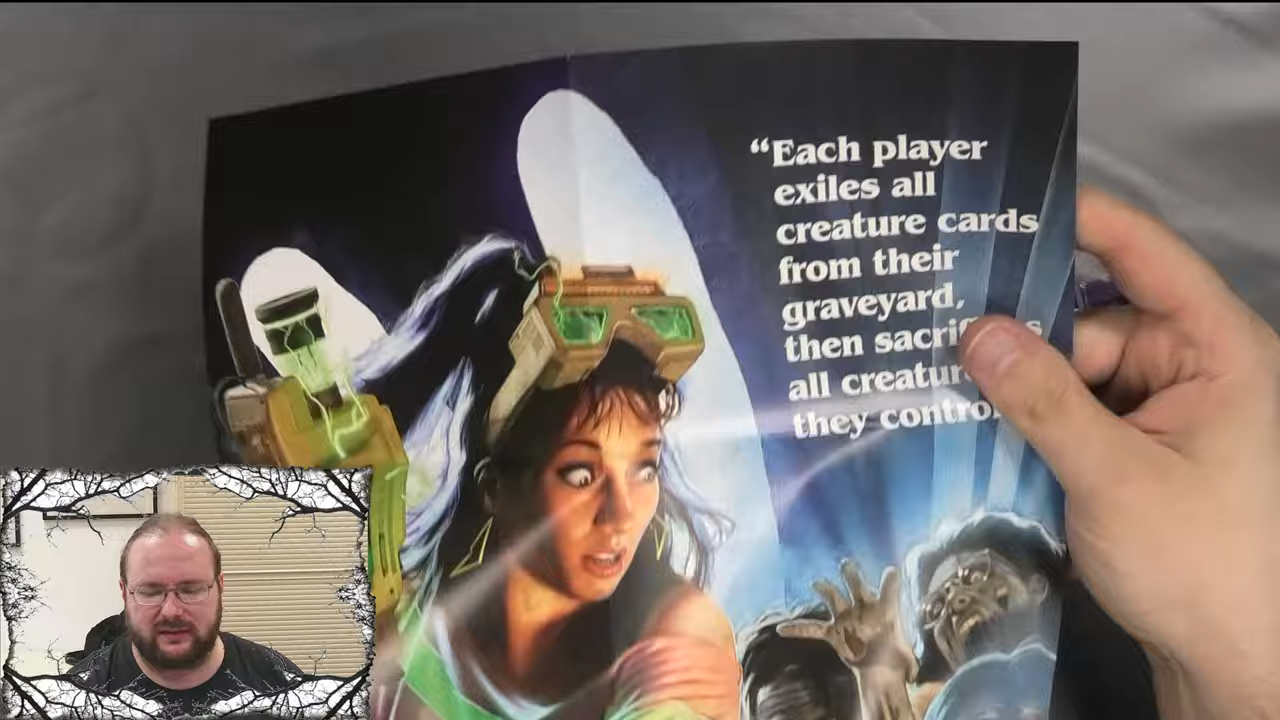 “Each player
exiles all
creature cards
from their
graveyard,
then
all
they